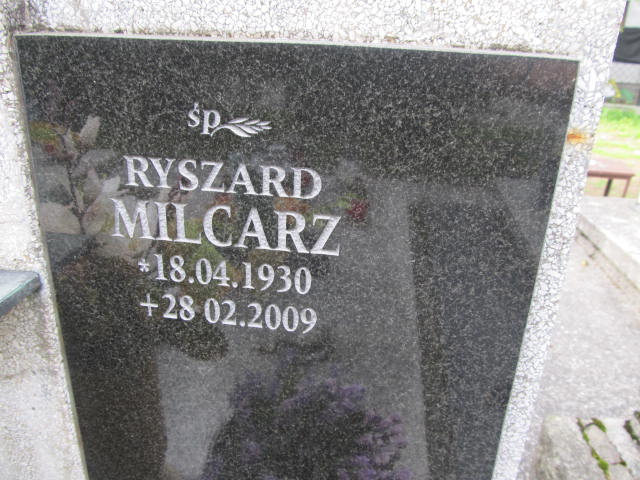 śp
RYSZARD
MILCARZ
*18.04.1930
+28 02.2009